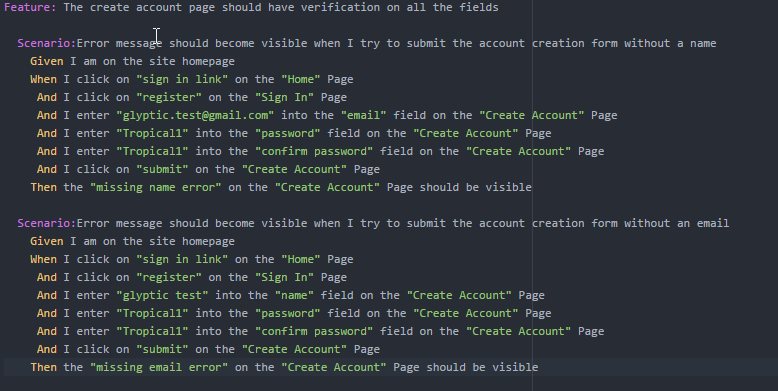 Feature: The create account page should have verification on all the fields
Scenario:Error message should become visible when I try to submit the account creation form without a name
Given I am on the site homepage
When I click on "sign in link" on the "Home" Page
And I click on "register" on the "Sign In" Page
And I enter "glyptic.test@gmail.com" into the "email" field on the "Create Account" Page
And I enter "Tropical1" into the "password" field on the "Create Account" Page
And I enter "Tropical1" into the "confirm password" field on the "Create Account" Page
And I click on "submit" on the "Create Account" Page
Then the "missing name error" on the "Create Account" Page should be visible
Scenario:Error message should become visible when I try to submit the account creation form without an email
Given I am on the site homepage
When I click on "sign in link" on the "Home" Page
And I click on "register" on the "Sign In" Page
And I enter "glyptic test" into the "name" field on the "Create Account" Page
And I enter "Tropical1" into the "password" field on the "Create Account" Page
And I enter "Tropical1" into the "confirm password" field on the "Create Account" Page
And I click on "submit" on the "Create Account" Page
Then the "missing email error" on the "Create Account" Page should be visible